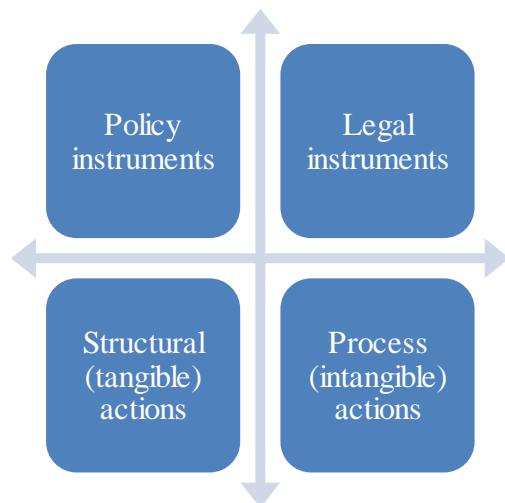 Policy
instruments
Legal
instruments
Structural
(tangible)
actions
Process
(intangible)
actions